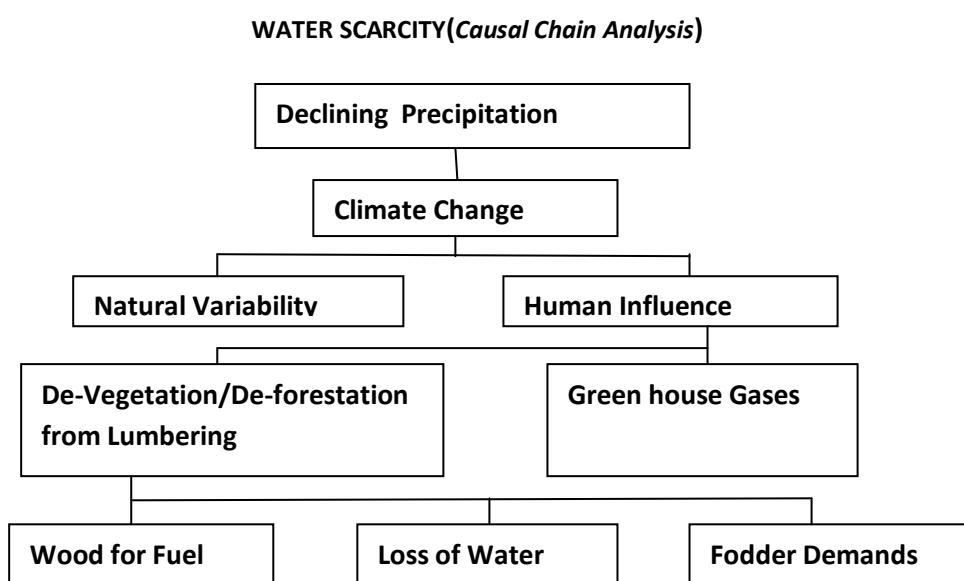 WATER SCARCITY(Causal Chain Analysis)
Declining Precipitation
Climate Change
Natural Variability
Human Influence
De-Vegetation/De-forestation
from Lumbering
Green house Gases
Wood for Fuel
Loss of Water
Fodder Demands